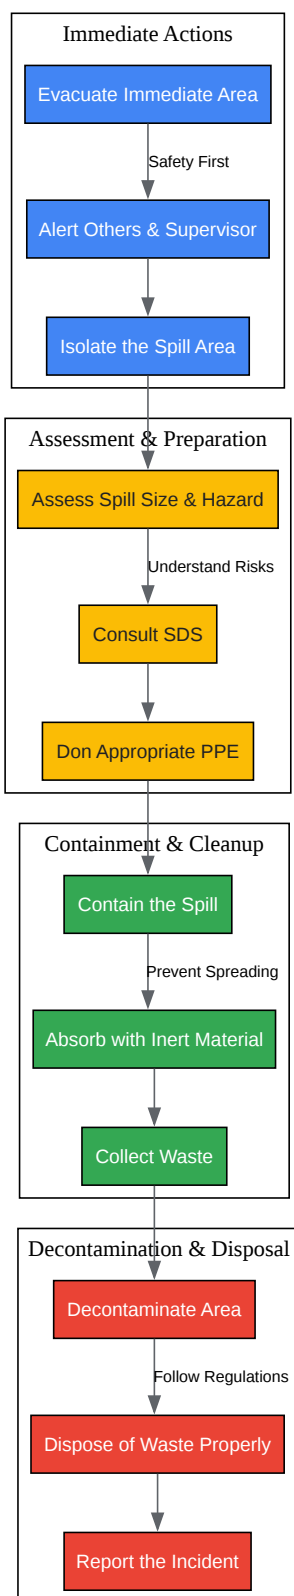 Immediate Actions
Evacuate Immediate Area
Safety First
Alert Others & Supervisor
Isolate the Spill Area
Assessment & Preparation
Assess Spill Size & Hazard
Understand Risks
Consult SDS
Don Appropriate PPE
Containment & Cleanup
Contain the Spill
Prevent Spreading
Absorb with Inert Material
Collect Waste
Decontamination & Disposal
Decontaminate Area
Follow Regulations
Dispose of Waste Properly
Report the Incident